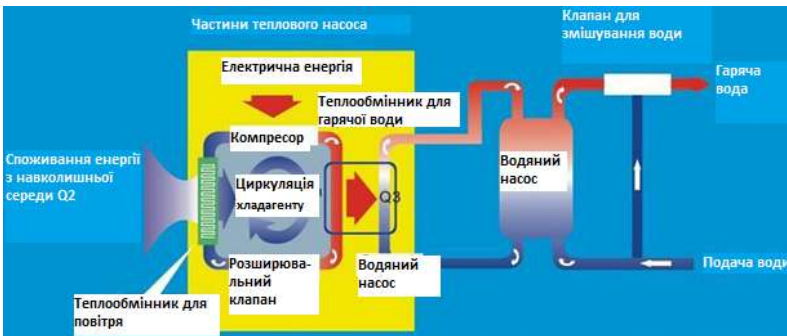 Частини теплового насоса
Клапан для
змішування води
Електрична енергія
Гаряча
вода
Теплообмінник для
гарячої води
Компресор
Споживання енергії
з навколишньої
середи Q2
Водяний
насос
Циркуляція
хладагенту
Q3
Розширюва-
льний
клапан
Водяний
насос
Подача води
Теплообмінник для
повітря